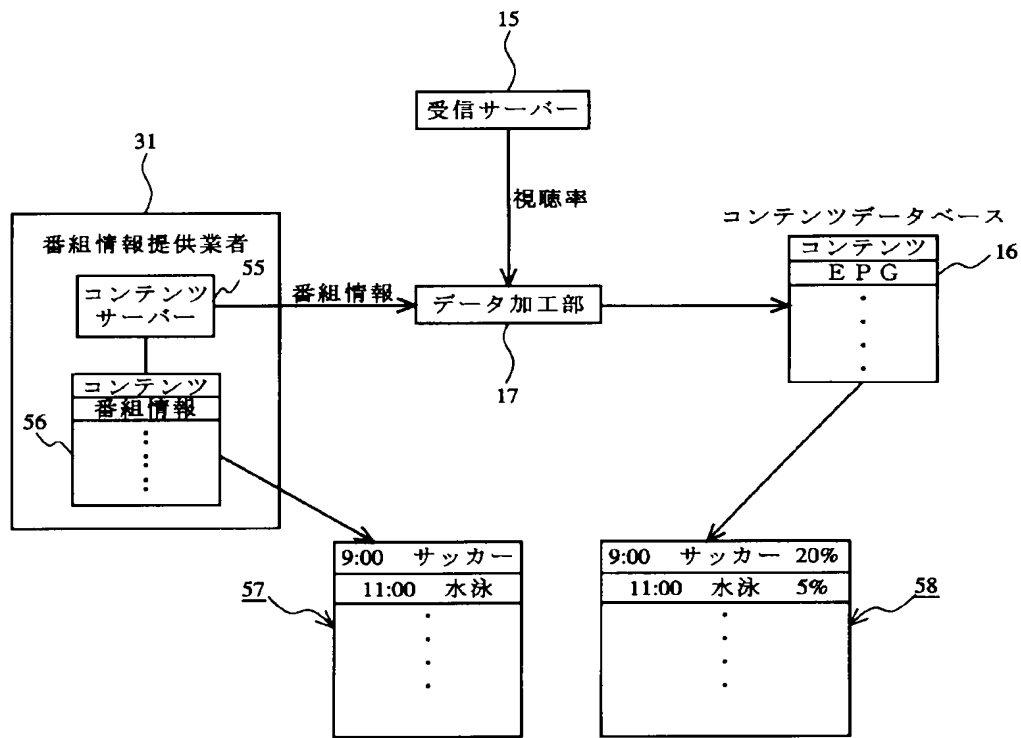 15
受信サーバー
31
視聴率
番組情報提供業者
コンテンツデータベース
55
コンテンツ
サーバー
番組情報
データ加工部
17
コンテンツ
EPG
16
コンテンツ
番組情報
56
57
9:00 サッカー
11:00 水泳
9:00 サッカー 20%
11:00 水泳 5%
58